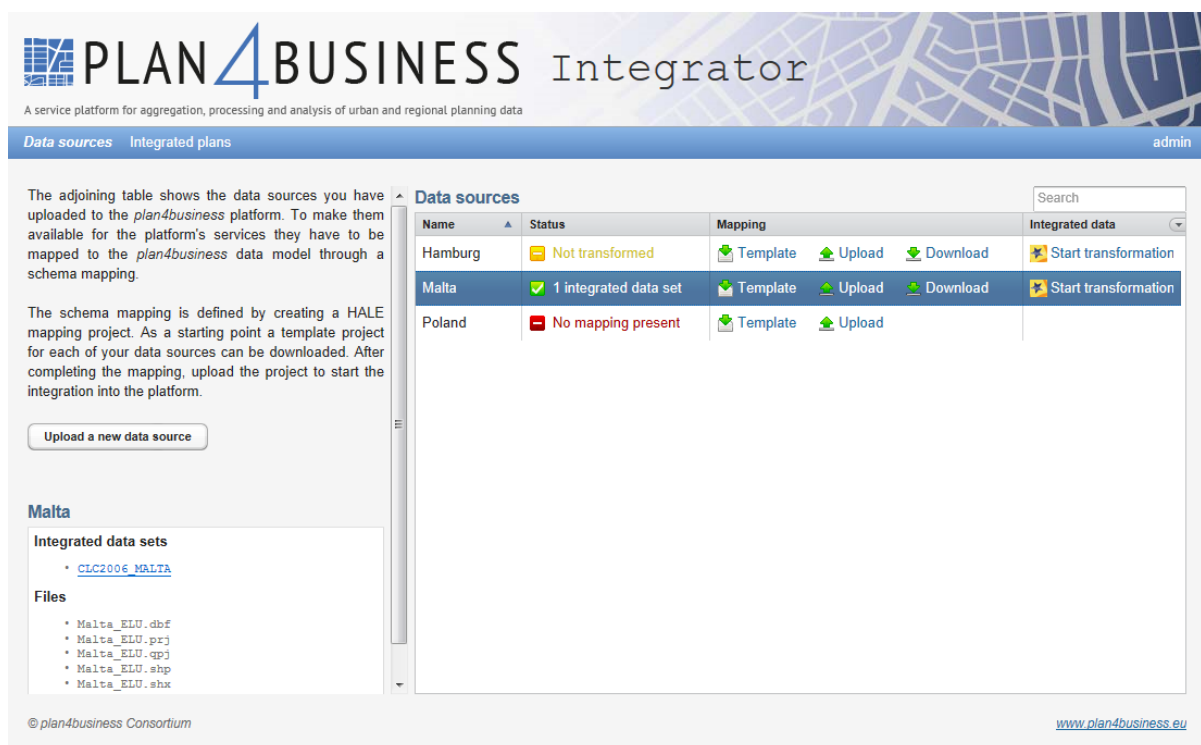 PLAN4BUSINESS Integrator
A service platform for aggregation, processing and analysis of urban and regional planning data
Data sources Integrated plans admin
The adjoining table shows the data sources you have
uploaded to the plan4business platform. To make them
available for the platform's services they have to be
mapped to the plan4business data model through a
schema mapping.
The schema mapping is defined by creating a HALE
mapping project. As a starting point a template project
for each of your data sources can be downloaded. After
completing the mapping, upload the project to start the
integration into the platform.
Upload a new data source
Malta
Integrated data sets
• CLC2006_MALTA
Files
• Malta_ELU.dbf
• Malta_ELU.prj
• Malta_ELU.qpj
• Malta_ELU.shp
• Malta_ELU.shx
Data sources Search
Name Status Mapping Integrated data
Hamburg Not transformed Template Upload Download Start transformation
Malta 1 integrated data set Template Upload Download Start transformation
Poland No mapping present Template Upload
© plan4business Consortium www.plan4business.eu